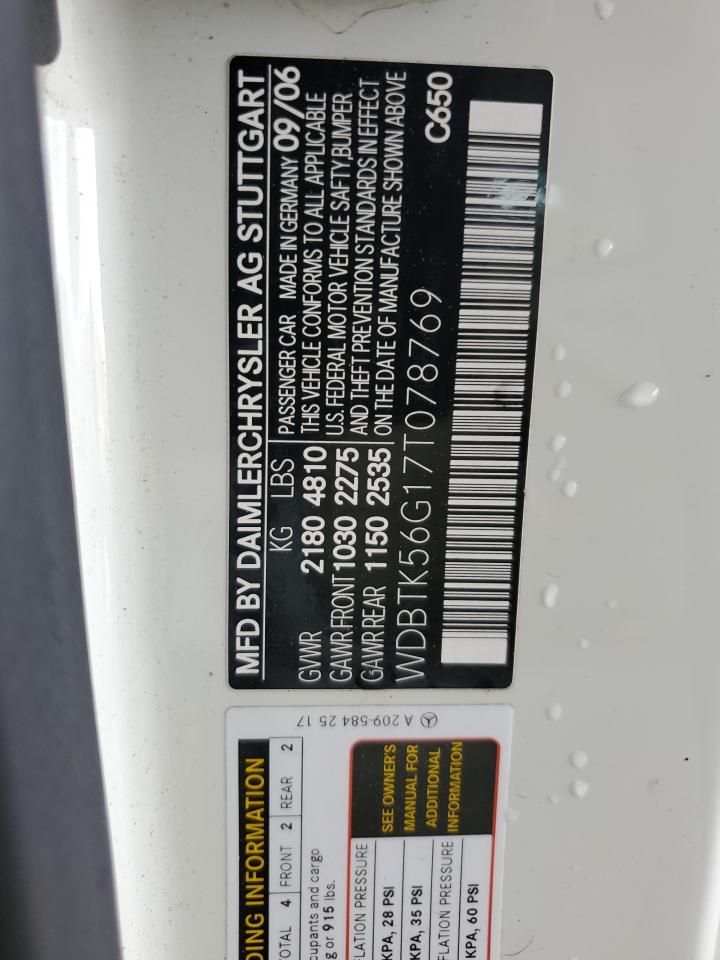 MFD BY DAIMLERCHRYSLER AG STUTTGART
KG LBS
GVWR 2180 4810
GAWR FRONT 1030 2275
GAWR REAR 1150 2535
PASSENGER CAR MADE IN GERMANY 09/06
THIS VEHICLE CONFORMS TO ALL APPLICABLE
U.S. FEDERAL MOTOR VEHICLE SAFTY, BUMPER
AND THEFT PREVENTION STANDARDS IN EFFECT
ON THE DATE OF MANUFACTURE SHOWN ABOVE
WDBTK56G17T078769
C650
A 209 584 25 17
DING INFORMATION
TOTAL 4 FRONT 2 REAR 2
cupants and cargo
g or 915 lbs.
FLATION PRESSURE
KPA, 28 PSI
KPA, 35 PSI
FLATION PRESSURE
KPA, 60 PSI
SEE OWNER'S
MANUAL FOR
ADDITIONAL
INFORMATION